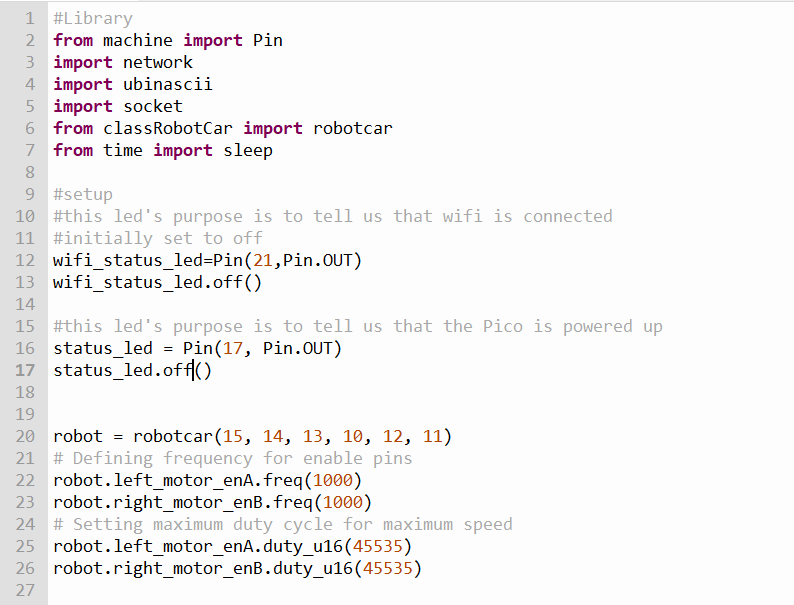 1 #Library
2 from machine import Pin
3 import network
4 import ubinascii
5 import socket
6 from classRobotCar import robotcar
7 from time import sleep
8
9 #setup
10 #this led's purpose is to tell us that wifi is connected
11 #initially set to off
12 wifi_status_led=Pin(21,Pin.OUT)
13 wifi_status_led.off()
14
15 #this led's purpose is to tell us that the Pico is powered up
16 status_led = Pin(17, Pin.OUT)
17 status_led.off()
18
19
20 robot = robotcar(15, 14, 13, 10, 12, 11)
21 # Defining frequency for enable pins
22 robot.left_motor_enA.freq(1000)
23 robot.right_motor_enB.freq(1000)
24 # Setting maximum duty cycle for maximum speed
25 robot.left_motor_enA.duty_u16(45535)
26 robot.right_motor_enB.duty_u16(45535)
27